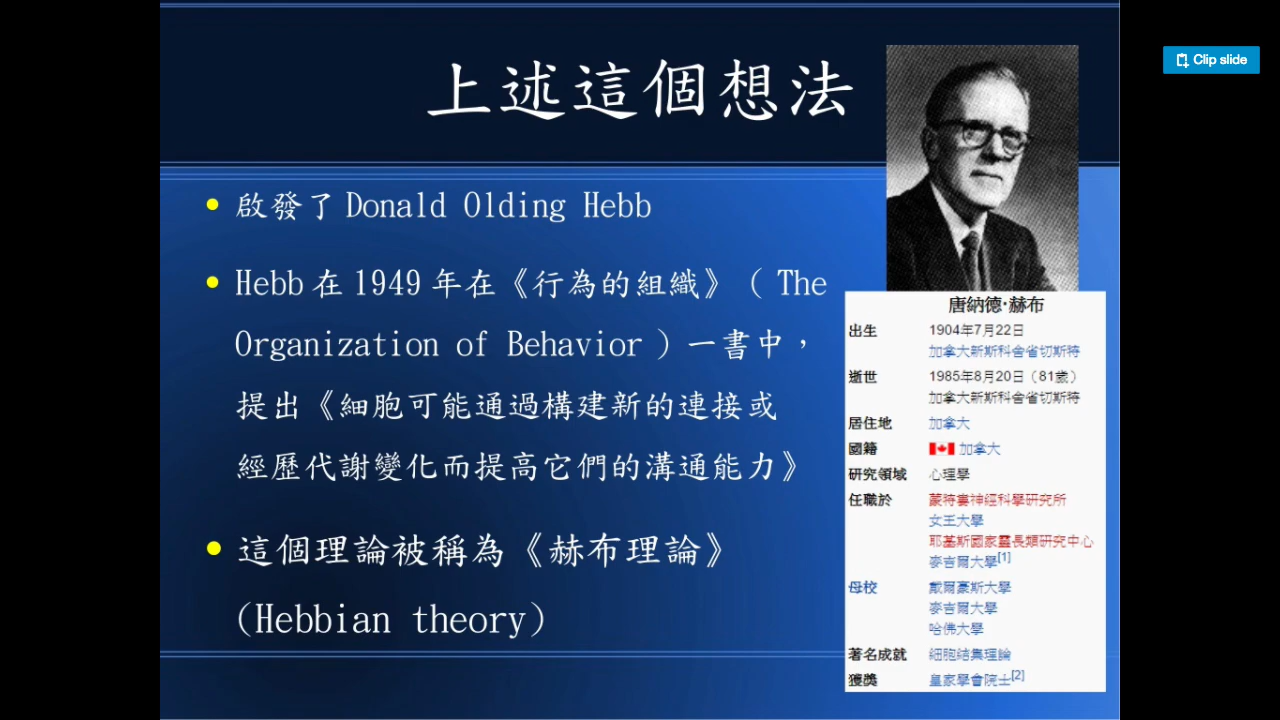 上述這個想法
Clip slide
啟發了 Donald Olding Hebb
Hebb 在 1949 年在《行為的組織》( The
Organization of Behavior ) 一書中，
提出《細胞可能通過構建新的連接或
經歷代謝變化而提高它們的溝通能力》
這個理論被稱為《赫布理論》
(Hebbian theory)
唐納德·赫布
出生 1904年7月22日
加拿大新斯科舍省切斯特
逝世 1985年8月20日（81歲）
加拿大新斯科舍省切斯特
居住地 加拿大
國籍 加拿大
研究領域 心理學
任職於 蒙特婁神經科學研究所
女王大學
耶基斯國家靈長類研究中心
麥吉爾大學[1]
母校 戴爾豪斯大學
麥吉爾大學
哈佛大學
著名成就 細胞結集理論
獲獎 皇家學會院士[2]